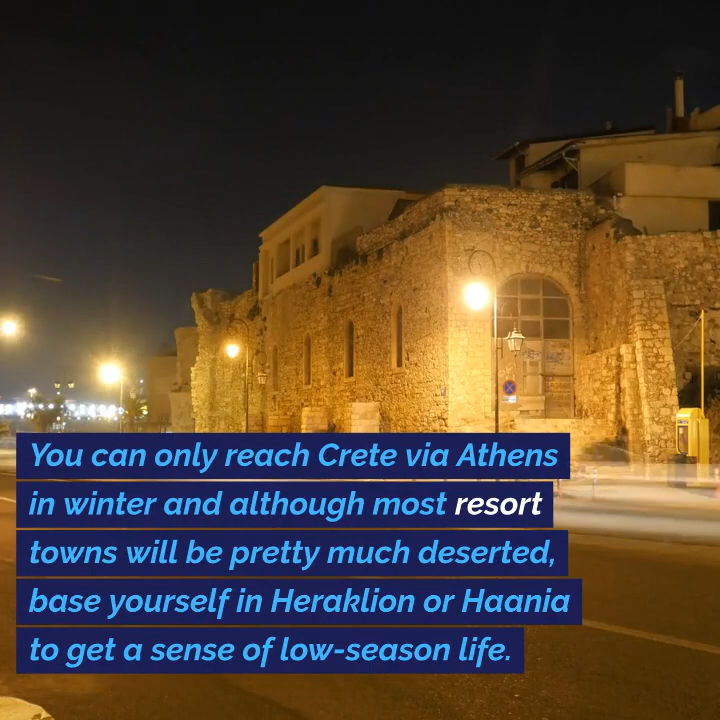 You can only reach Crete via Athens
in winter and although most resort
towns will be pretty much deserted,
base yourself in Heraklion or Haania
to get a sense of low-season life.